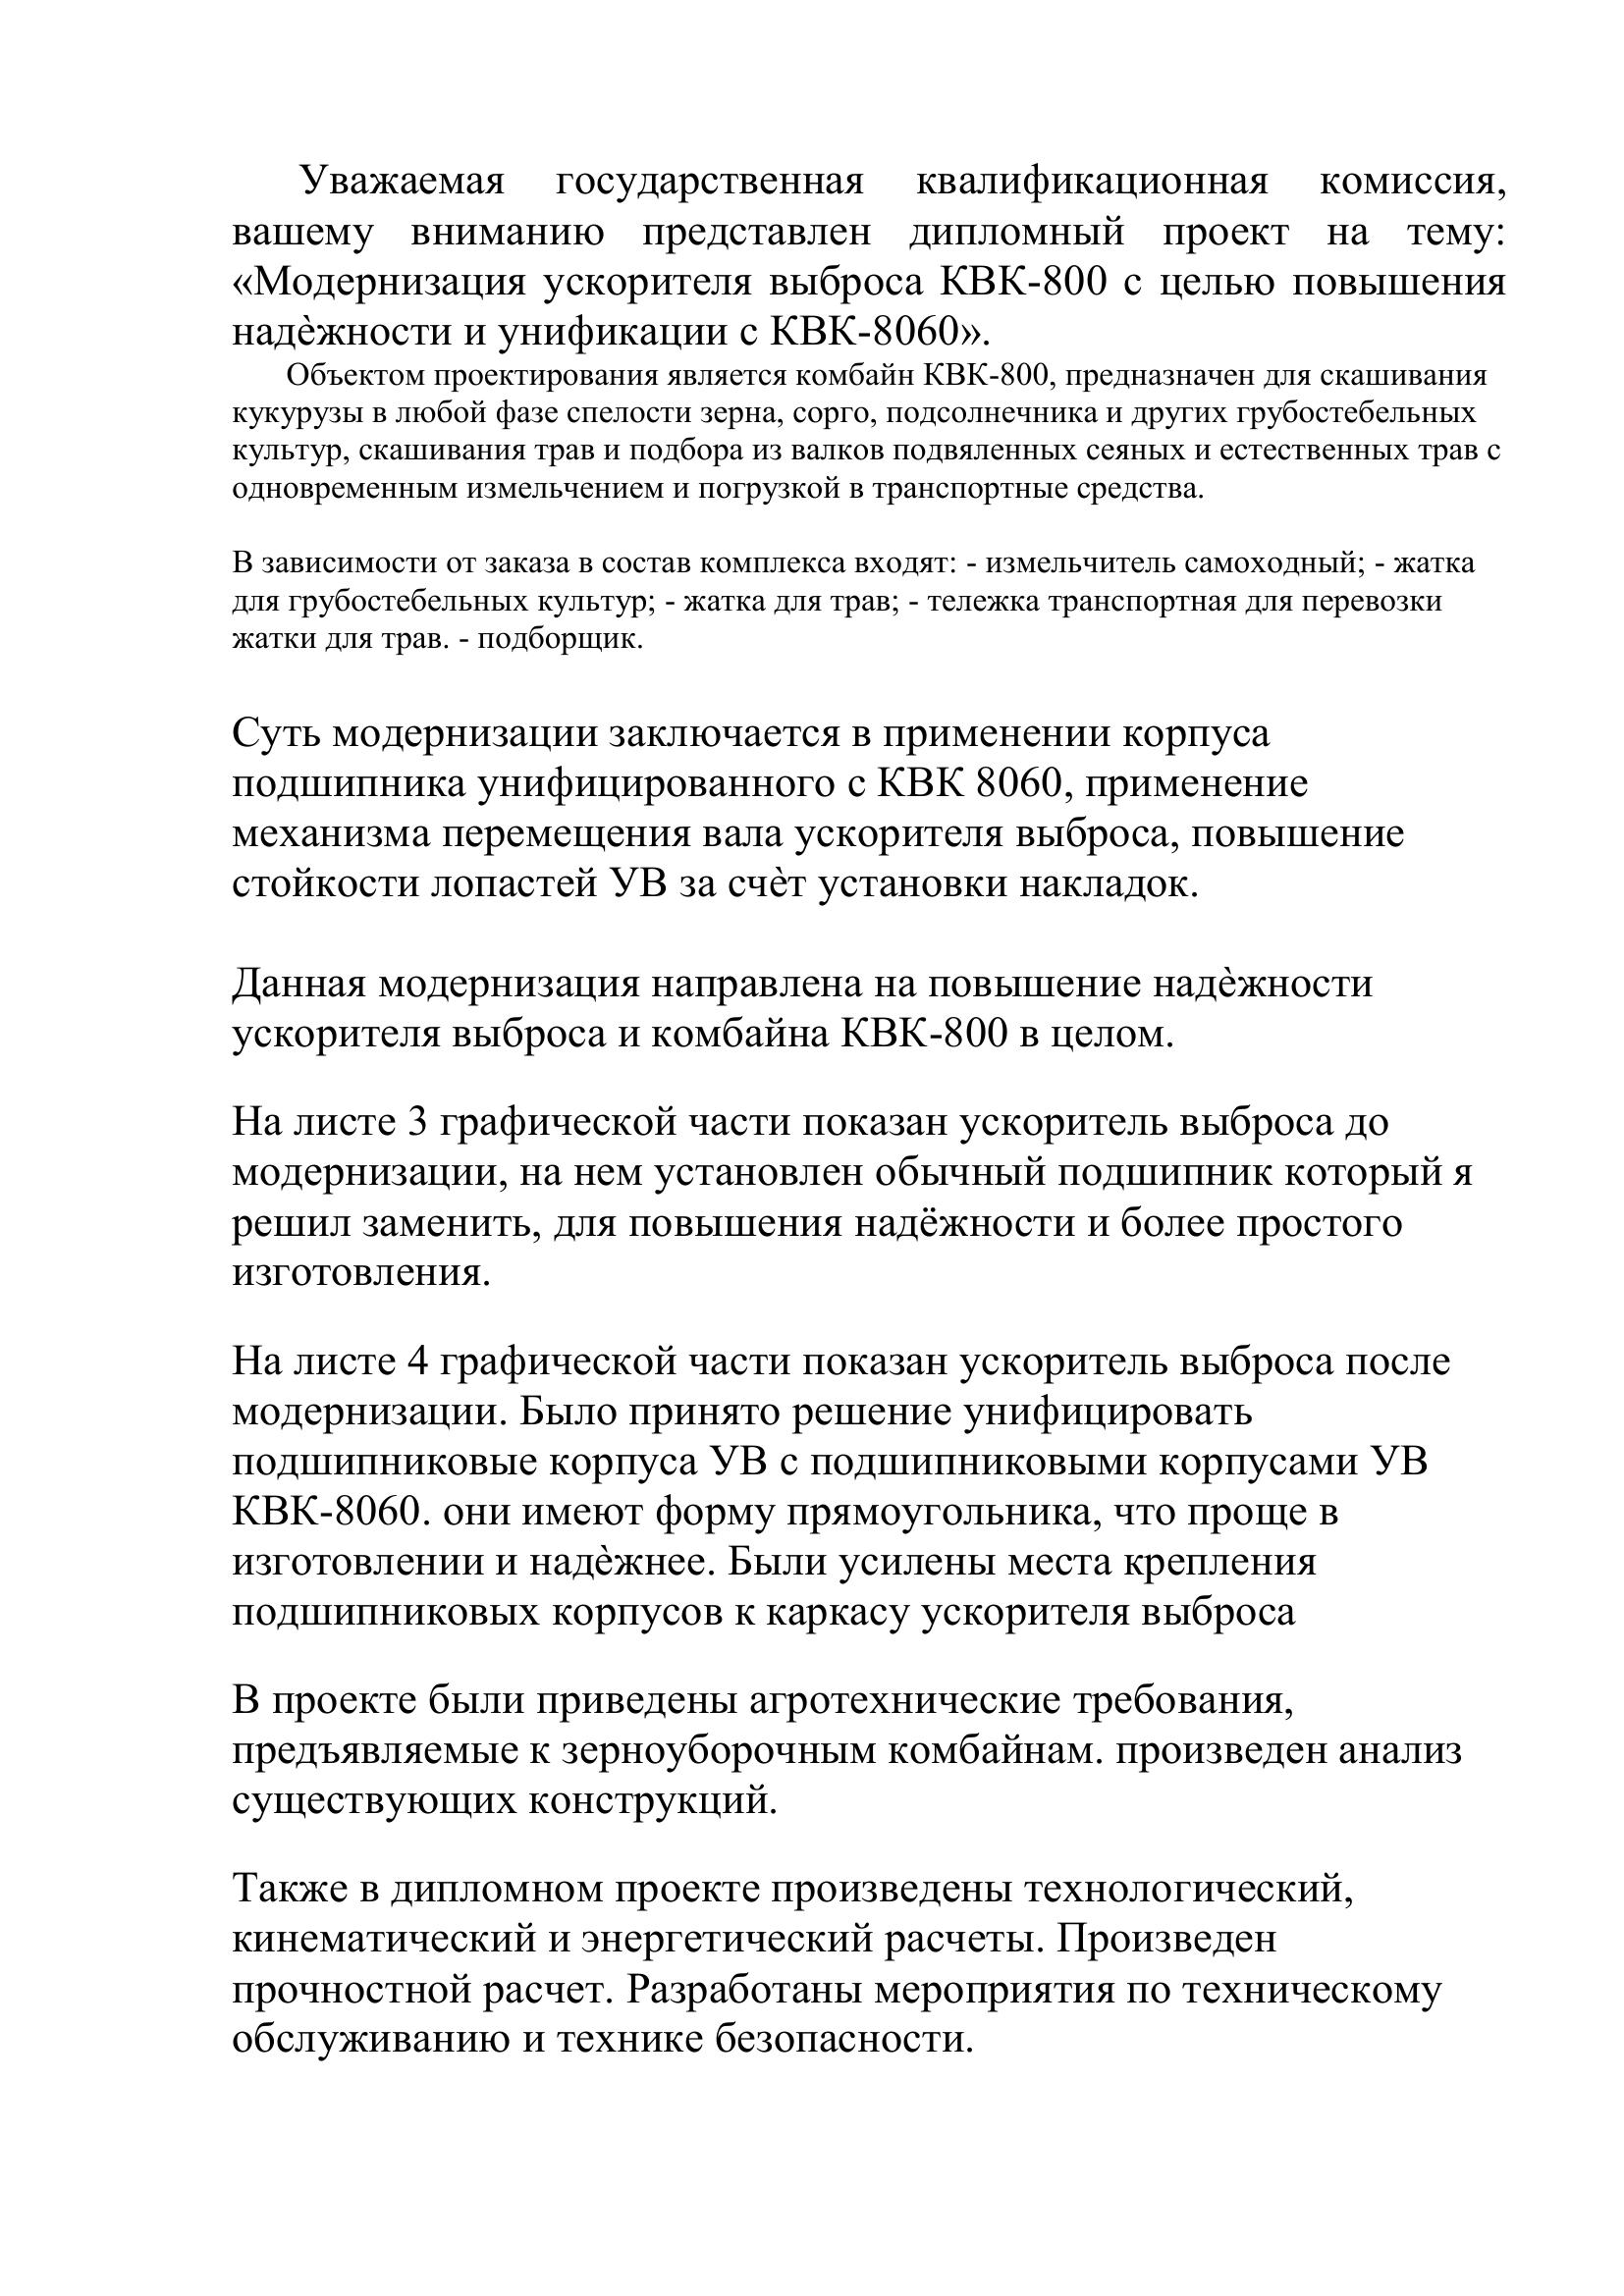 Уважаемая государственная квалификационная комиссия,
вашему вниманию представлен дипломный проект на тему:
«Модернизация ускорителя выброса КВК-800 с целью повышения
надѐжности и унификации с КВК-8060».
Объектом проектирования является комбайн КВК-800, предназначен для скашивания
кукурузы в любой фазе спелости зерна, сорго, подсолнечника и других грубостебельных
культур, скашивания трав и подбора из валков подвяленных сеяных и естественных трав с
одновременным измельчением и погрузкой в транспортные средства.
В зависимости от заказа в состав комплекса входят: - измельчитель самоходный; - жатка
для грубостебельных культур; - жатка для трав; - тележка транспортная для перевозки
жатки для трав. - подборщик.
Суть модернизации заключается в применении корпуса
подшипника унифицированного с КВК 8060, применение
механизма перемещения вала ускорителя выброса, повышение
стойкости лопастей УВ за счѐт установки накладок.
Данная модернизация направлена на повышение надѐжности
ускорителя выброса и комбайна КВК-800 в целом.
На листе 3 графической части показан ускоритель выброса до
модернизации, на нем установлен обычный подшипник который я
решил заменить, для повышения надёжности и более простого
изготовления.
На листе 4 графической части показан ускоритель выброса после
модернизации. Было принято решение унифицировать
подшипниковые корпуса УВ с подшипниковыми корпусами УВ
КВК-8060. они имеют форму прямоугольника, что проще в
изготовлении и надѐжнее. Были усилены места крепления
подшипниковых корпусов к каркасу ускорителя выброса
В проекте были приведены агротехнические требования,
предъявляемые к зерноуборочным комбайнам. произведен анализ
существующих конструкций.
Также в дипломном проекте произведены технологический,
кинематический и энергетический расчеты. Произведен
прочностной расчет. Разработаны мероприятия по техническому
обслуживанию и технике безопасности.